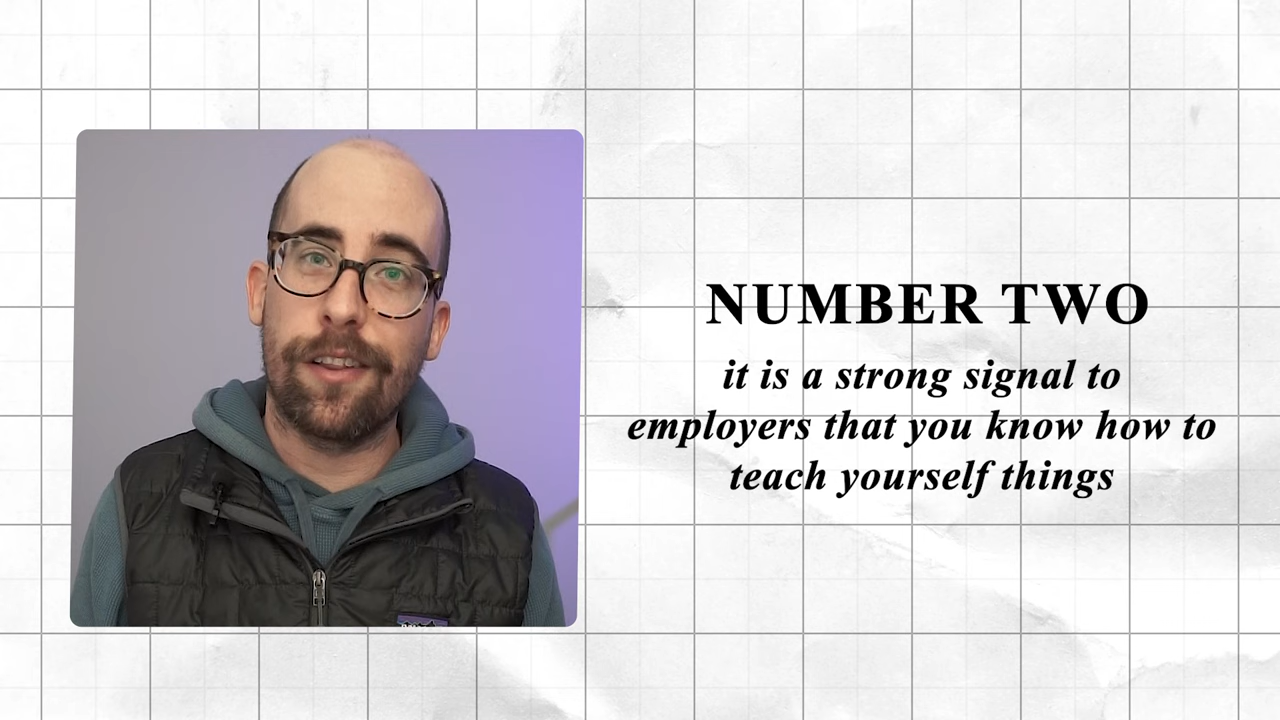 NUMBER TWO
it is a strong signal to
employers that you know how to
teach yourself things